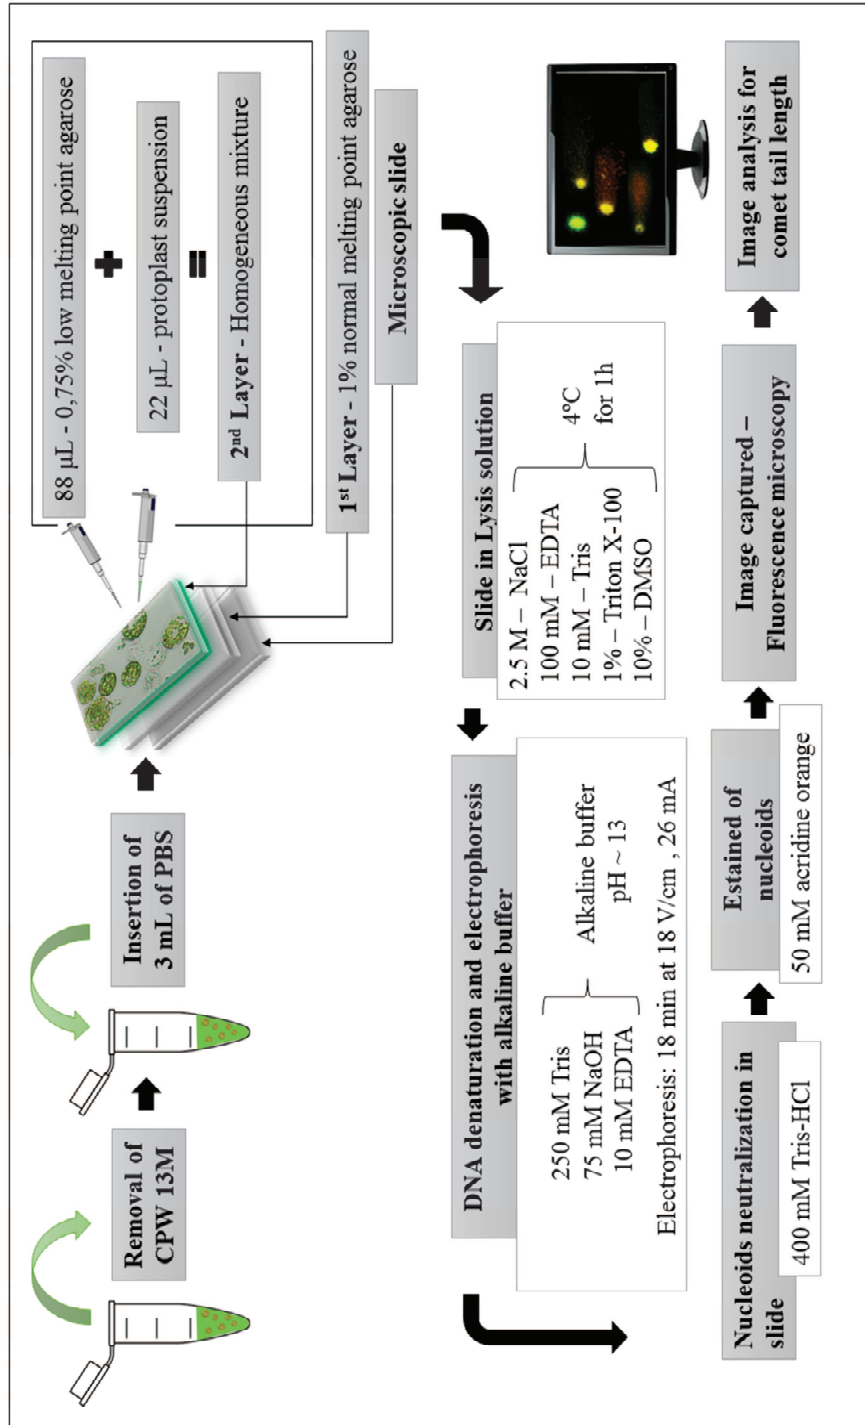 Removal of
CPW 13M
Insertion of
3 mL of PBS
88 µL - 0,75% low melting point agarose
22 µL - protoplast suspension
2nd Layer - Homogeneous mixture
1st Layer - 1% normal melting point agarose
Microscopic slide
Slide in Lysis solution
2.5 M – NaCl
100 mM – EDTA
10 mM – Tris
1% – Triton X-100
10% – DMSO
4ºC
for 1h
DNA denaturation and electrophoresis
with alkaline buffer
250 mM Tris
75 mM NaOH
10 mM EDTA
Alkaline buffer
pH ~ 13
Electrophoresis: 18 min at 18 V/cm , 26 mA
Nucleoids neutralization in
slide
400 mM Tris-HCl
Estained of
nucleoids
50 mM acridine orange
Image captured –
Fluorescence microscopy
Image analysis for
comet tail length